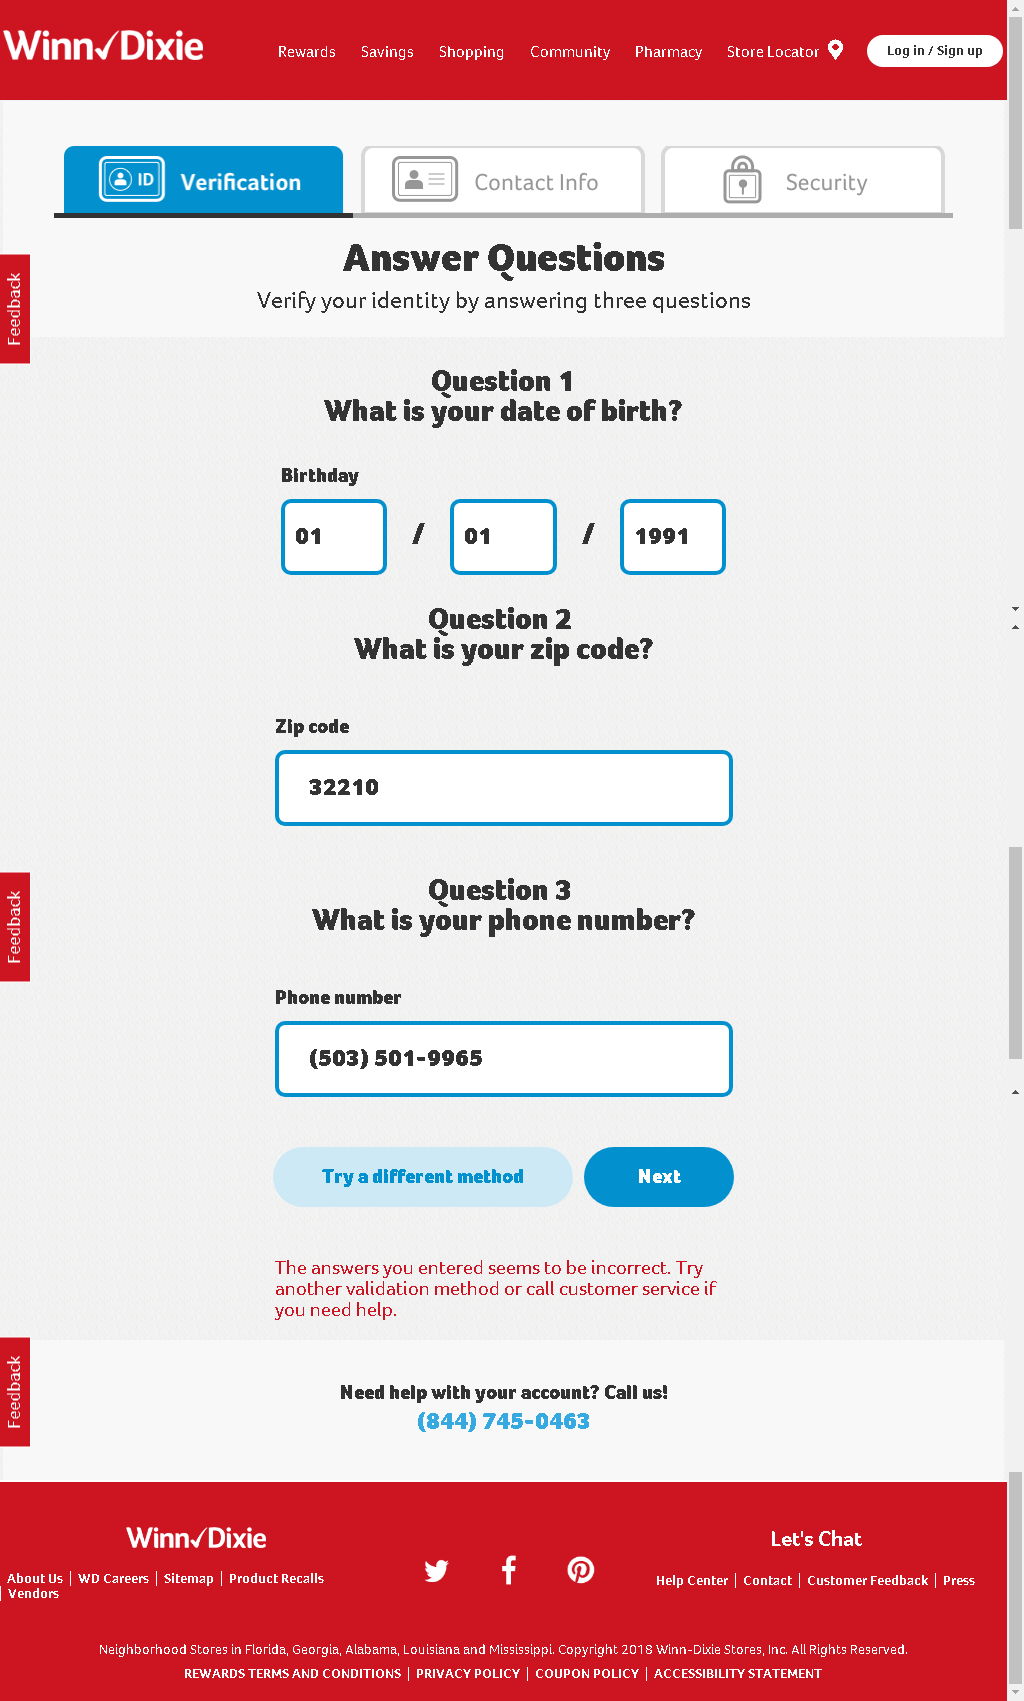 Winn✓Dixie
Rewards Savings Shopping Community Pharmacy Store Locator Log in / Sign up
ID Verification Contact Info Security
Answer Questions
Verify your identity by answering three questions
Feedback
Question 1
What is your date of birth?
Birthday
01 / 01 / 1991
Question 2
What is your zip code?
Zip code
32210
Question 3
What is your phone number?
Feedback
Phone number
(503) 501-9965
Try a different method Next
The answers you entered seems to be incorrect. Try
another validation method or call customer service if
you need help.
Feedback
Need help with your account? Call us!
(844) 745-0463
Winn✓Dixie
Let's Chat
About Us | WD Careers | Sitemap | Product Recalls
| Vendors
Help Center | Contact | Customer Feedback | Press
Neighborhood Stores in Florida, Georgia, Alabama, Louisiana and Mississippi. Copyright 2018 Winn-Dixie Stores, Inc. All Rights Reserved.
REWARDS TERMS AND CONDITIONS | PRIVACY POLICY | COUPON POLICY | ACCESSIBILITY STATEMENT